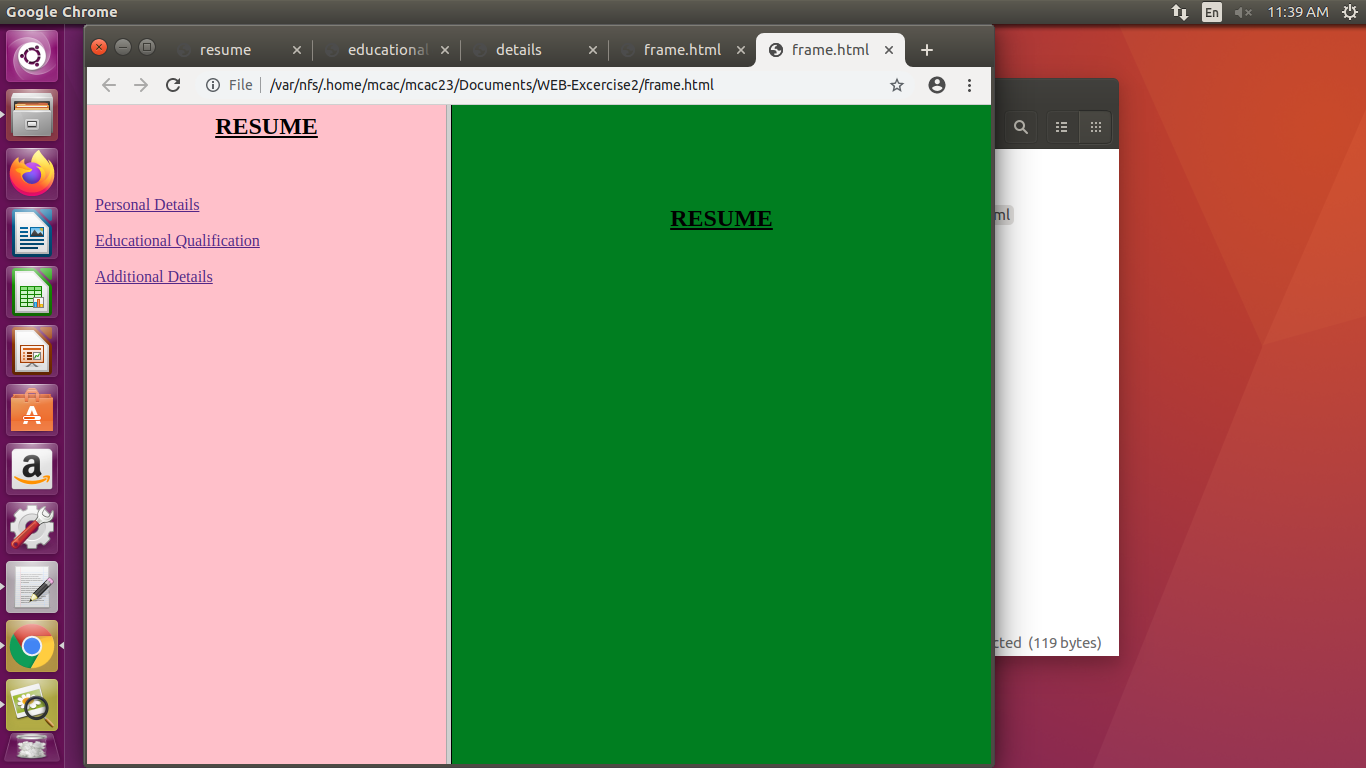 Google Chrome
En
11:39 AM
resume
educational
details
frame.html
frame.html
File
/var/nfs/.home/mcac/mcac23/Documents/WEB-Excercise2/frame.html
RESUME
Personal Details
Educational Qualification
Additional Details
RESUME
ml
cted (119 bytes)